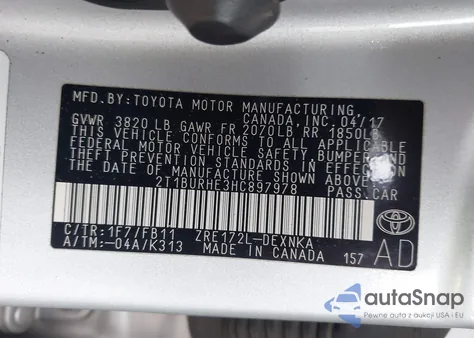 MFD. BY: TOYOTA MOTOR MANUFACTURING
CANADA, INC. 04/17
GVWR 3820 LB GAWR FR 2070LB RR 1850LB
THIS VEHICLE CONFORMS TO ALL APPLICABLE
FEDERAL MOTOR VEHICLE SAFETY, BUMPER, AND
THEFT PREVENTION STANDARDS IN EFFECT ON
THE DATE OF MANUFACTURE SHOWN ABOVE.
2T1BURHE3HC897978 PASS.CAR
C/TR: 1F7/FB11 ZRE172L-DEXNKA
A/TM: -04A/K313 MADE IN CANADA 157
AD
autoSnap
Pewne auta z aukcji USA i EU